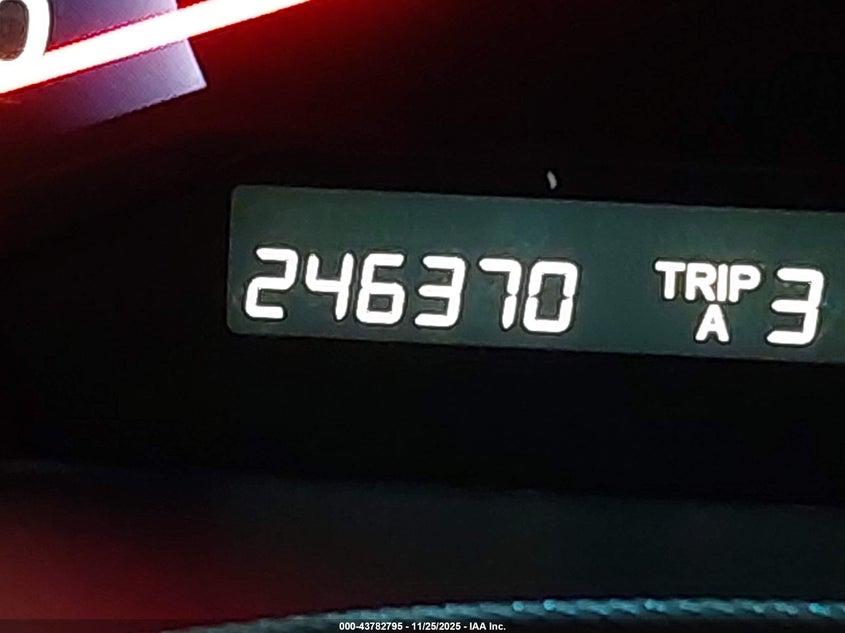 246370 TRIP A 3
000-43782795 - 11/25/2025 - IAA Inc.